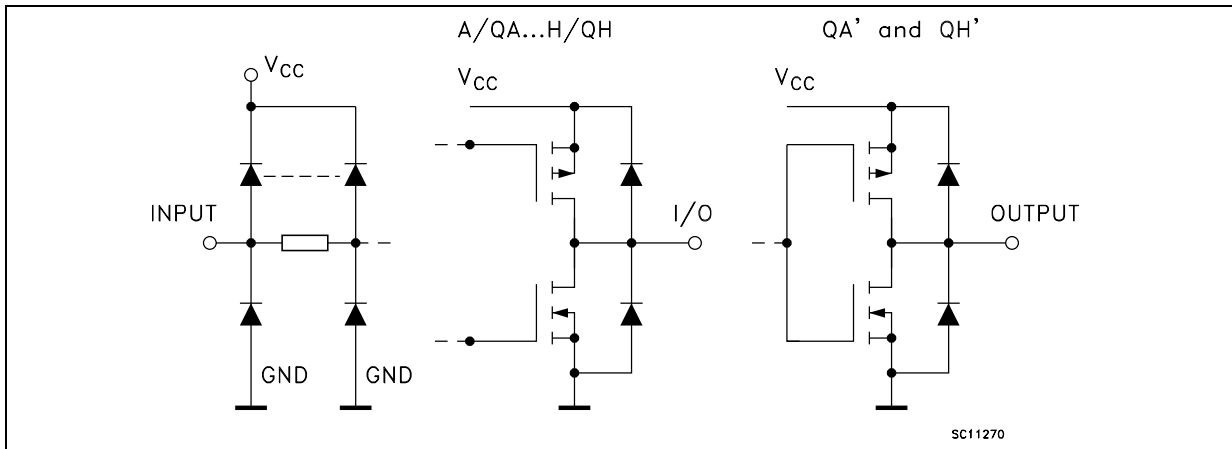 A/QA...H/QH
QA' and QH'
VCC
VCC
VCC
INPUT
I/O
OUTPUT
GND
GND
SC11270